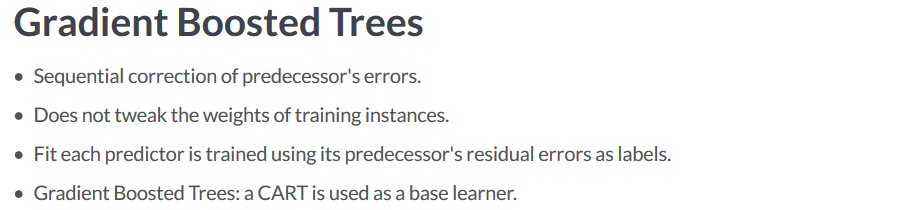 Gradient Boosted Trees
• Sequential correction of predecessor's errors.
• Does not tweak the weights of training instances.
• Fit each predictor is trained using its predecessor's residual errors as labels.
• Gradient Boosted Trees: a CART is used as a base learner.